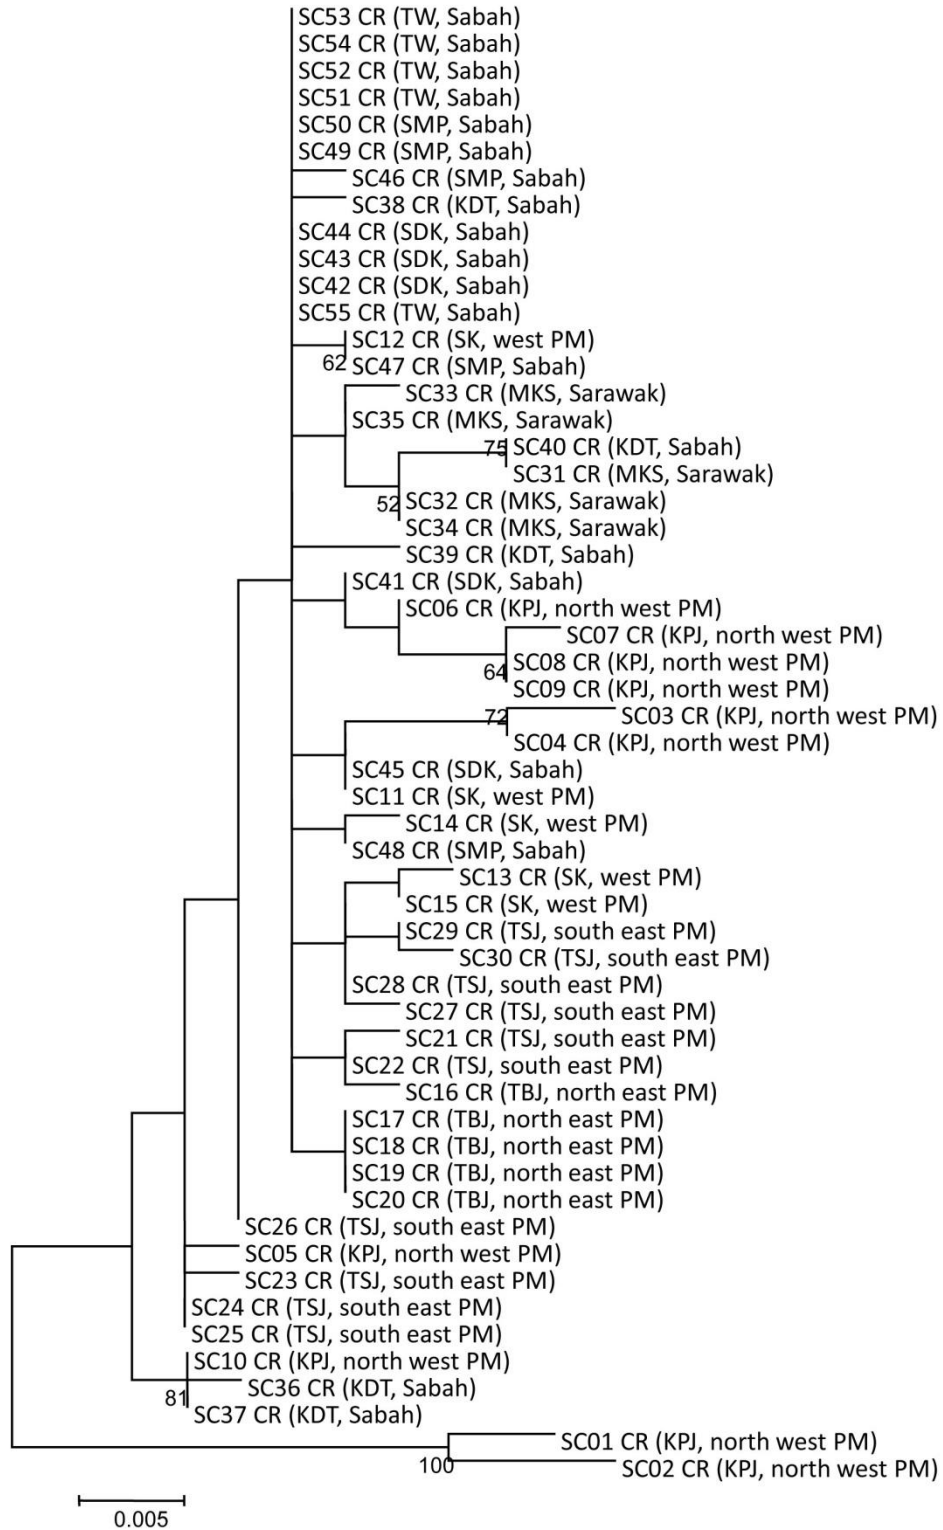 SC53 CR (TW, Sabah)
SC54 CR (TW, Sabah)
SC52 CR (TW, Sabah)
SC51 CR (TW, Sabah)
SC50 CR (SMP, Sabah)
SC49 CR (SMP, Sabah)
SC46 CR (SMP, Sabah)
SC38 CR (KDT, Sabah)
SC44 CR (SDK, Sabah)
SC43 CR (SDK, Sabah)
SC42 CR (SDK, Sabah)
SC55 CR (TW, Sabah)
SC12 CR (SK, west PM)
62
SC47 CR (SMP, Sabah)
SC33 CR (MKS, Sarawak)
SC35 CR (MKS, Sarawak)
75
SC40 CR (KDT, Sabah)
SC31 CR (MKS, Sarawak)
52
SC32 CR (MKS, Sarawak)
SC34 CR (MKS, Sarawak)
SC39 CR (KDT, Sabah)
SC41 CR (SDK, Sabah)
SC06 CR (KPJ, north west PM)
SC07 CR (KPJ, north west PM)
SC08 CR (KPJ, north west PM)
64
SC09 CR (KPJ, north west PM)
72
SC03 CR (KPJ, north west PM)
SC04 CR (KPJ, north west PM)
SC45 CR (SDK, Sabah)
SC11 CR (SK, west PM)
SC14 CR (SK, west PM)
SC48 CR (SMP, Sabah)
SC13 CR (SK, west PM)
SC15 CR (SK, west PM)
SC29 CR (TSJ, south east PM)
SC30 CR (TSJ, south east PM)
SC28 CR (TSJ, south east PM)
SC27 CR (TSJ, south east PM)
SC21 CR (TSJ, south east PM)
SC22 CR (TSJ, south east PM)
SC16 CR (TBJ, north east PM)
SC17 CR (TBJ, north east PM)
SC18 CR (TBJ, north east PM)
SC19 CR (TBJ, north east PM)
SC20 CR (TBJ, north east PM)
SC26 CR (TSJ, south east PM)
SC05 CR (KPJ, north west PM)
SC23 CR (TSJ, south east PM)
SC24 CR (TSJ, south east PM)
SC25 CR (TSJ, south east PM)
SC10 CR (KPJ, north west PM)
SC36 CR (KDT, Sabah)
81
SC37 CR (KDT, Sabah)
SC01 CR (KPJ, north west PM)
100
SC02 CR (KPJ, north west PM)
0.005